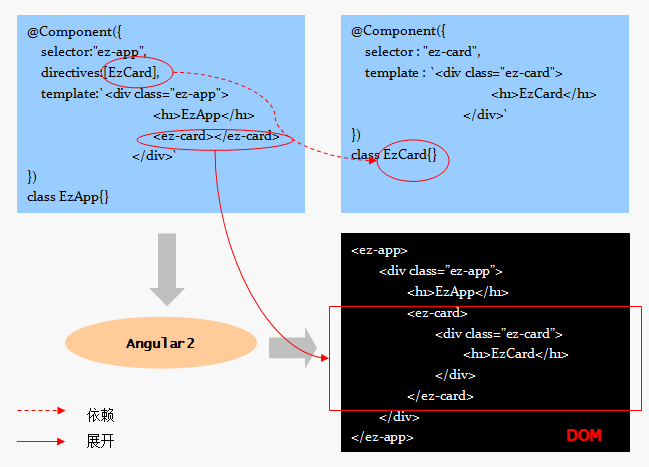 @Component({
selector:"ez-app",
directives:[EzCard],
template:`<div class="ez-app">
<h1>EzApp</h1>
<ez-card></ez-card>
</div>`
})
class EzApp{}
@Component({
selector : "ez-card",
template : `<div class="ez-card">
<h1>EzCard</h1>
</div>`
})
class EzCard{}
Angular2
<ez-app>
<div class="ez-app">
<h1>EzApp</h1>
<ez-card>
<div class="ez-card">
<h1>EzCard</h1>
</div>
</ez-card>
</div>
</ez-app>
DOM
依赖
展开